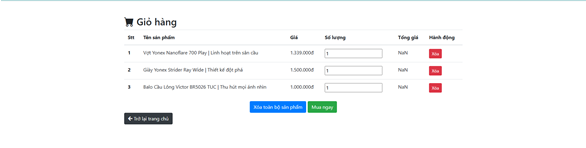 Giỏ hàng
Stt Tên sản phẩm Giá Số lượng Tổng giá Hành động
1 Vợt Yonex Nanoflare 700 Play | Linh hoạt trên sân cầu 1.339.000đ 1 NaN Xóa
2 Giày Yonex Strider Ray Wide | Thiết kế đột phá 1.500.000đ 1 NaN Xóa
3 Balo Cầu Lông Victor BR5026 TUC | Thu hút mọi ánh nhìn 1.000.000đ 1 NaN Xóa
Xóa toàn bộ sản phẩm Mua ngay
Trở lại trang chủ